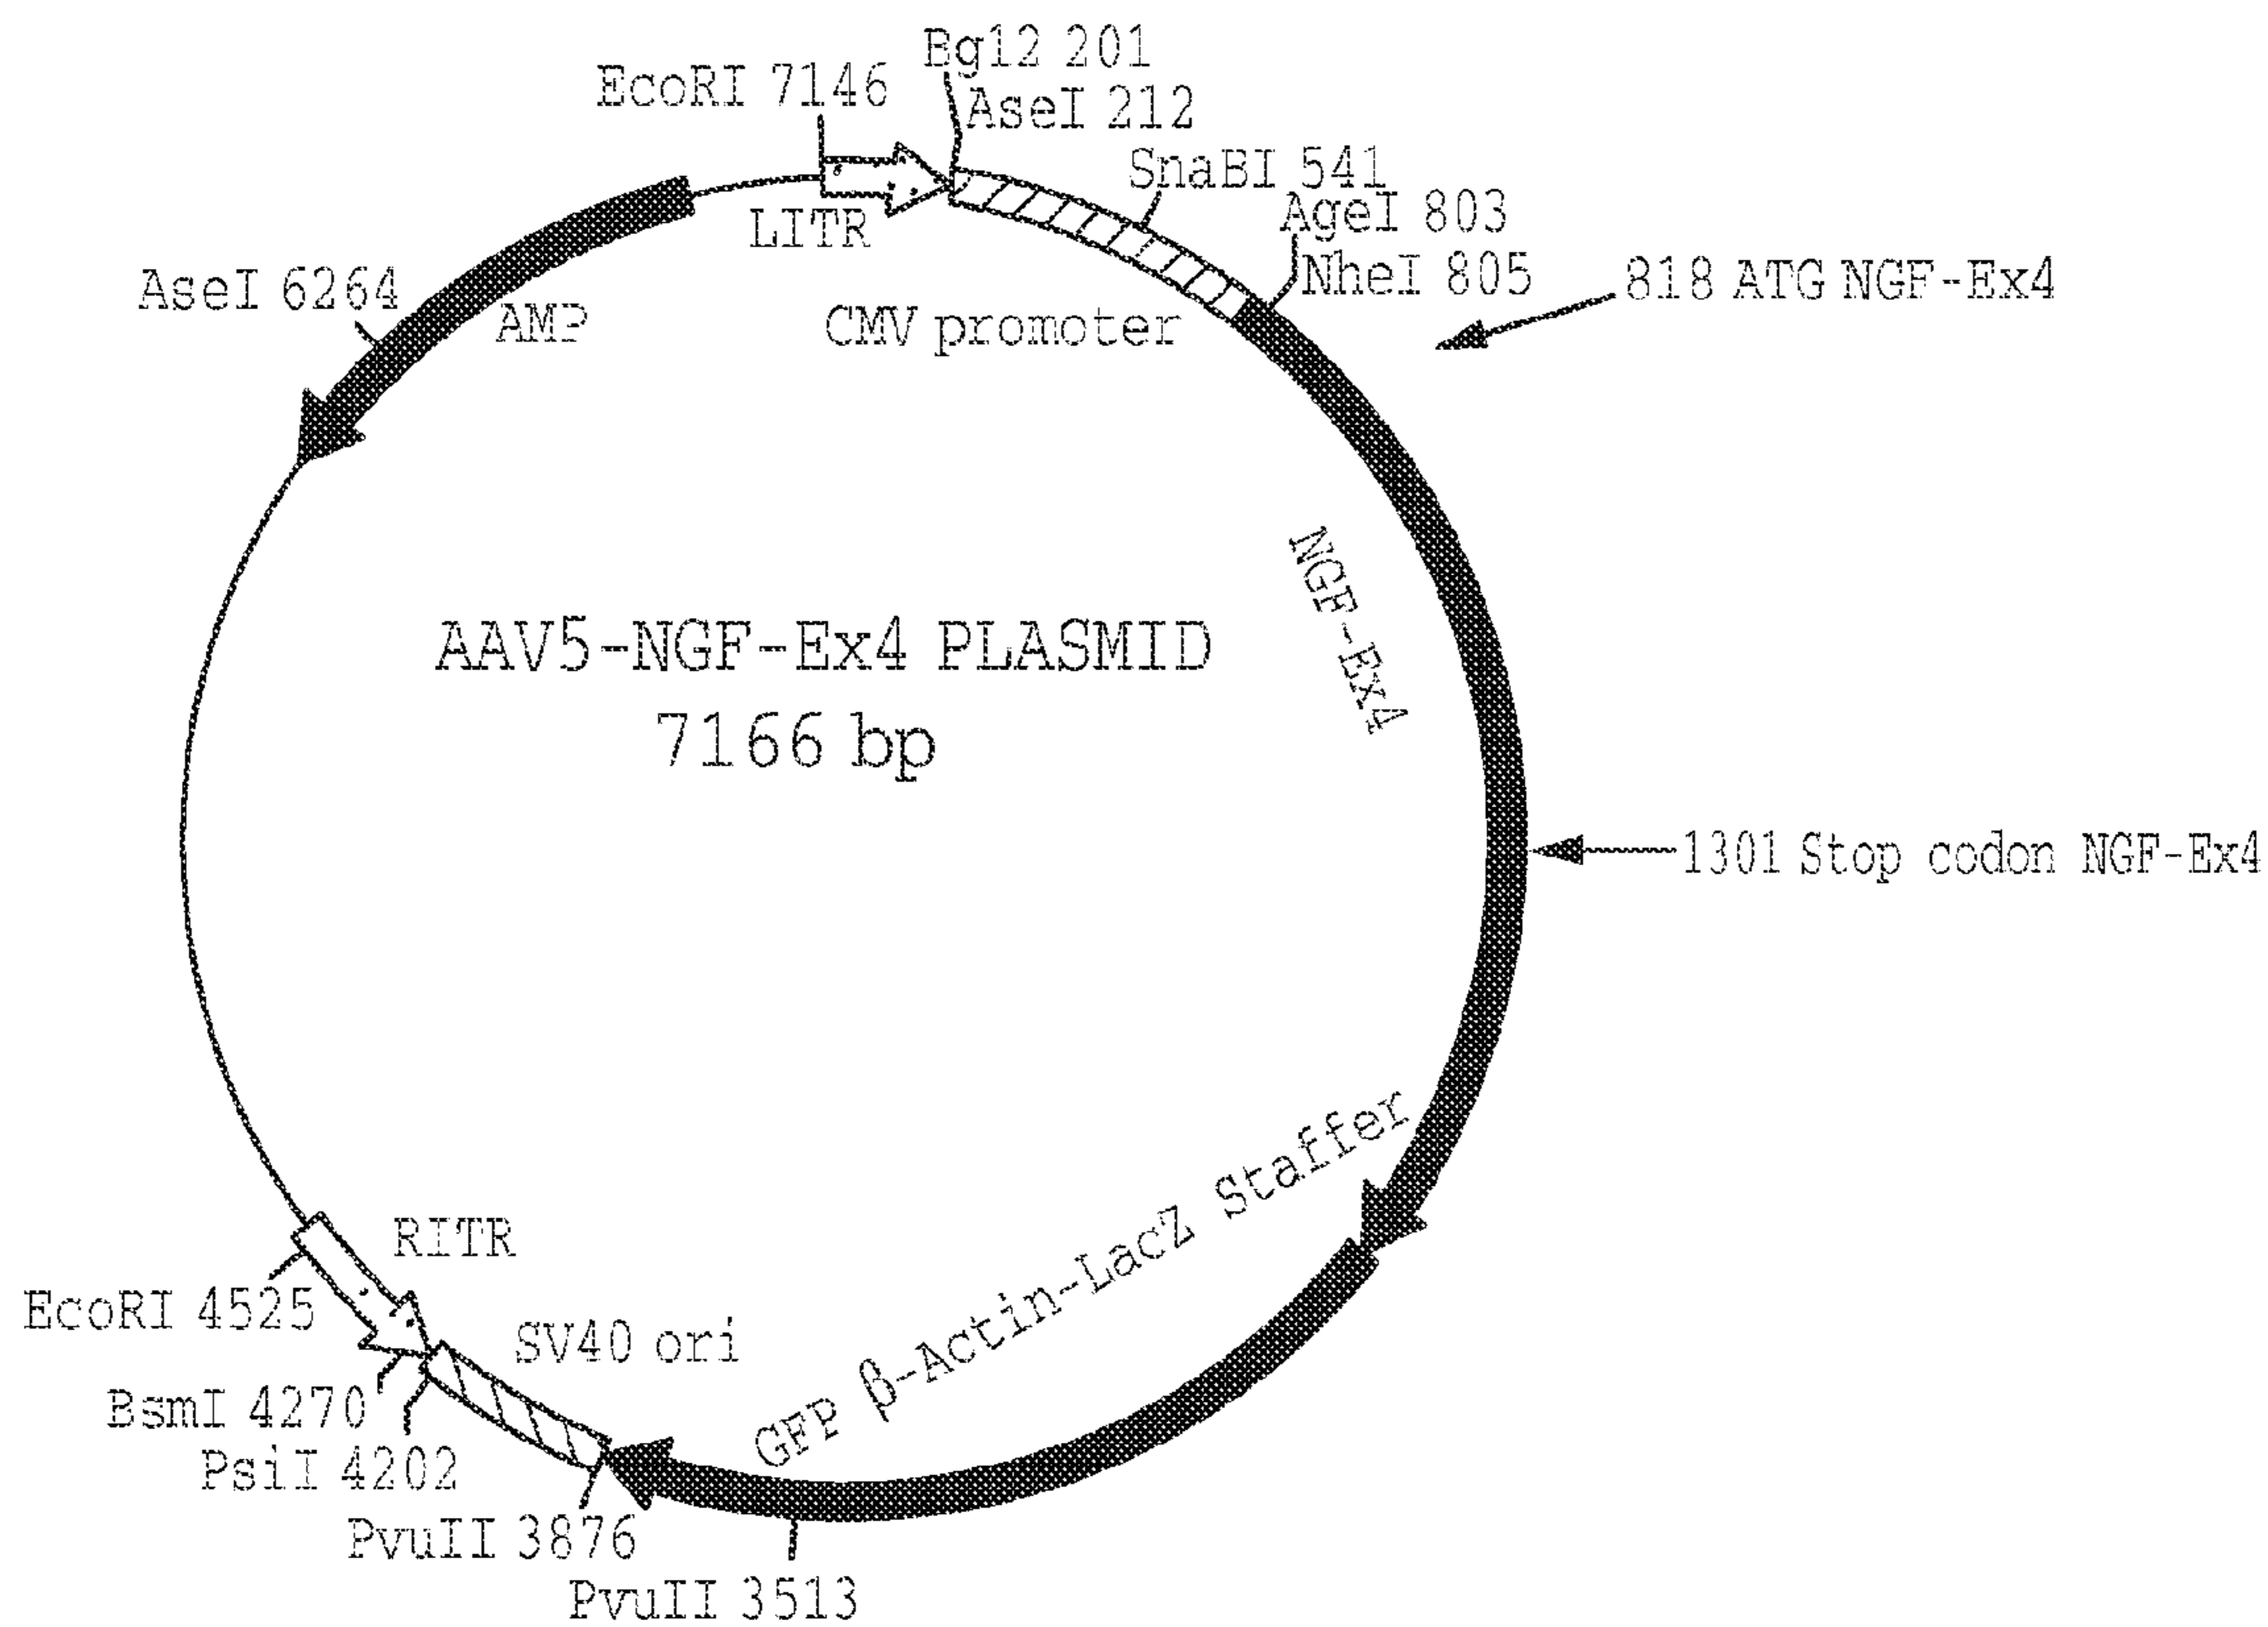 Bg12 201
EcoRI 7146
AseI 212
SnaBI 541
AgeI 803
LITR
NheI 805
818 ATG NGF-Ex4
AseI 6264
AMP
CMV promoter
NGF-Ex4
AAV5-NGF-Ex4 PLASMID
7166 bp
1301 Stop codon NGF-Ex4
GFP β-Actin-LacZ Staffer
RITR
EcoRI 4525
SV40 ori
BsmI 4270
PsiI 4202
PvuII 3876
PvuII 3513